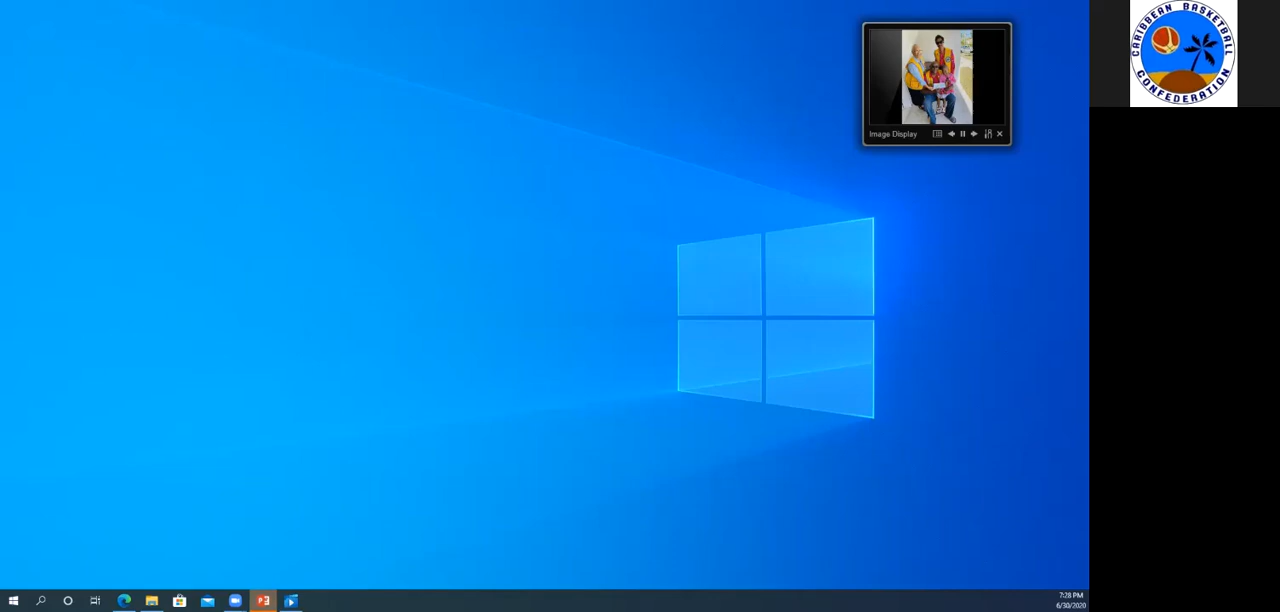 CARIBBEAN BASKETBALL
CONFEDERATION
Image Display
7:28 PM
6/30/2020